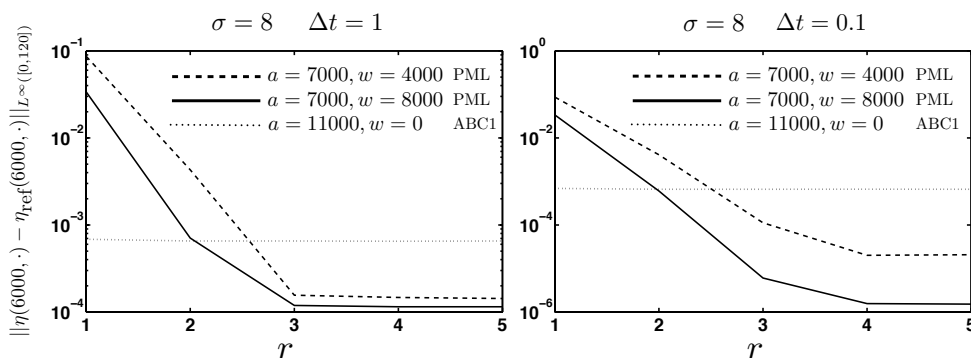 σ = 8 Δt = 1
||η(6000, ·) − η_ref(6000, ·)||_{L^∞([0,120])}
10^{-1}
10^{-2}
10^{-3}
10^{-4}
a = 7000, w = 4000 PML
a = 7000, w = 8000 PML
a = 11000, w = 0 ABC1
1 2 3 4 5
r
σ = 8 Δt = 0.1
10^0
10^{-2}
10^{-4}
10^{-6}
a = 7000, w = 4000 PML
a = 7000, w = 8000 PML
a = 11000, w = 0 ABC1
1 2 3 4 5
r